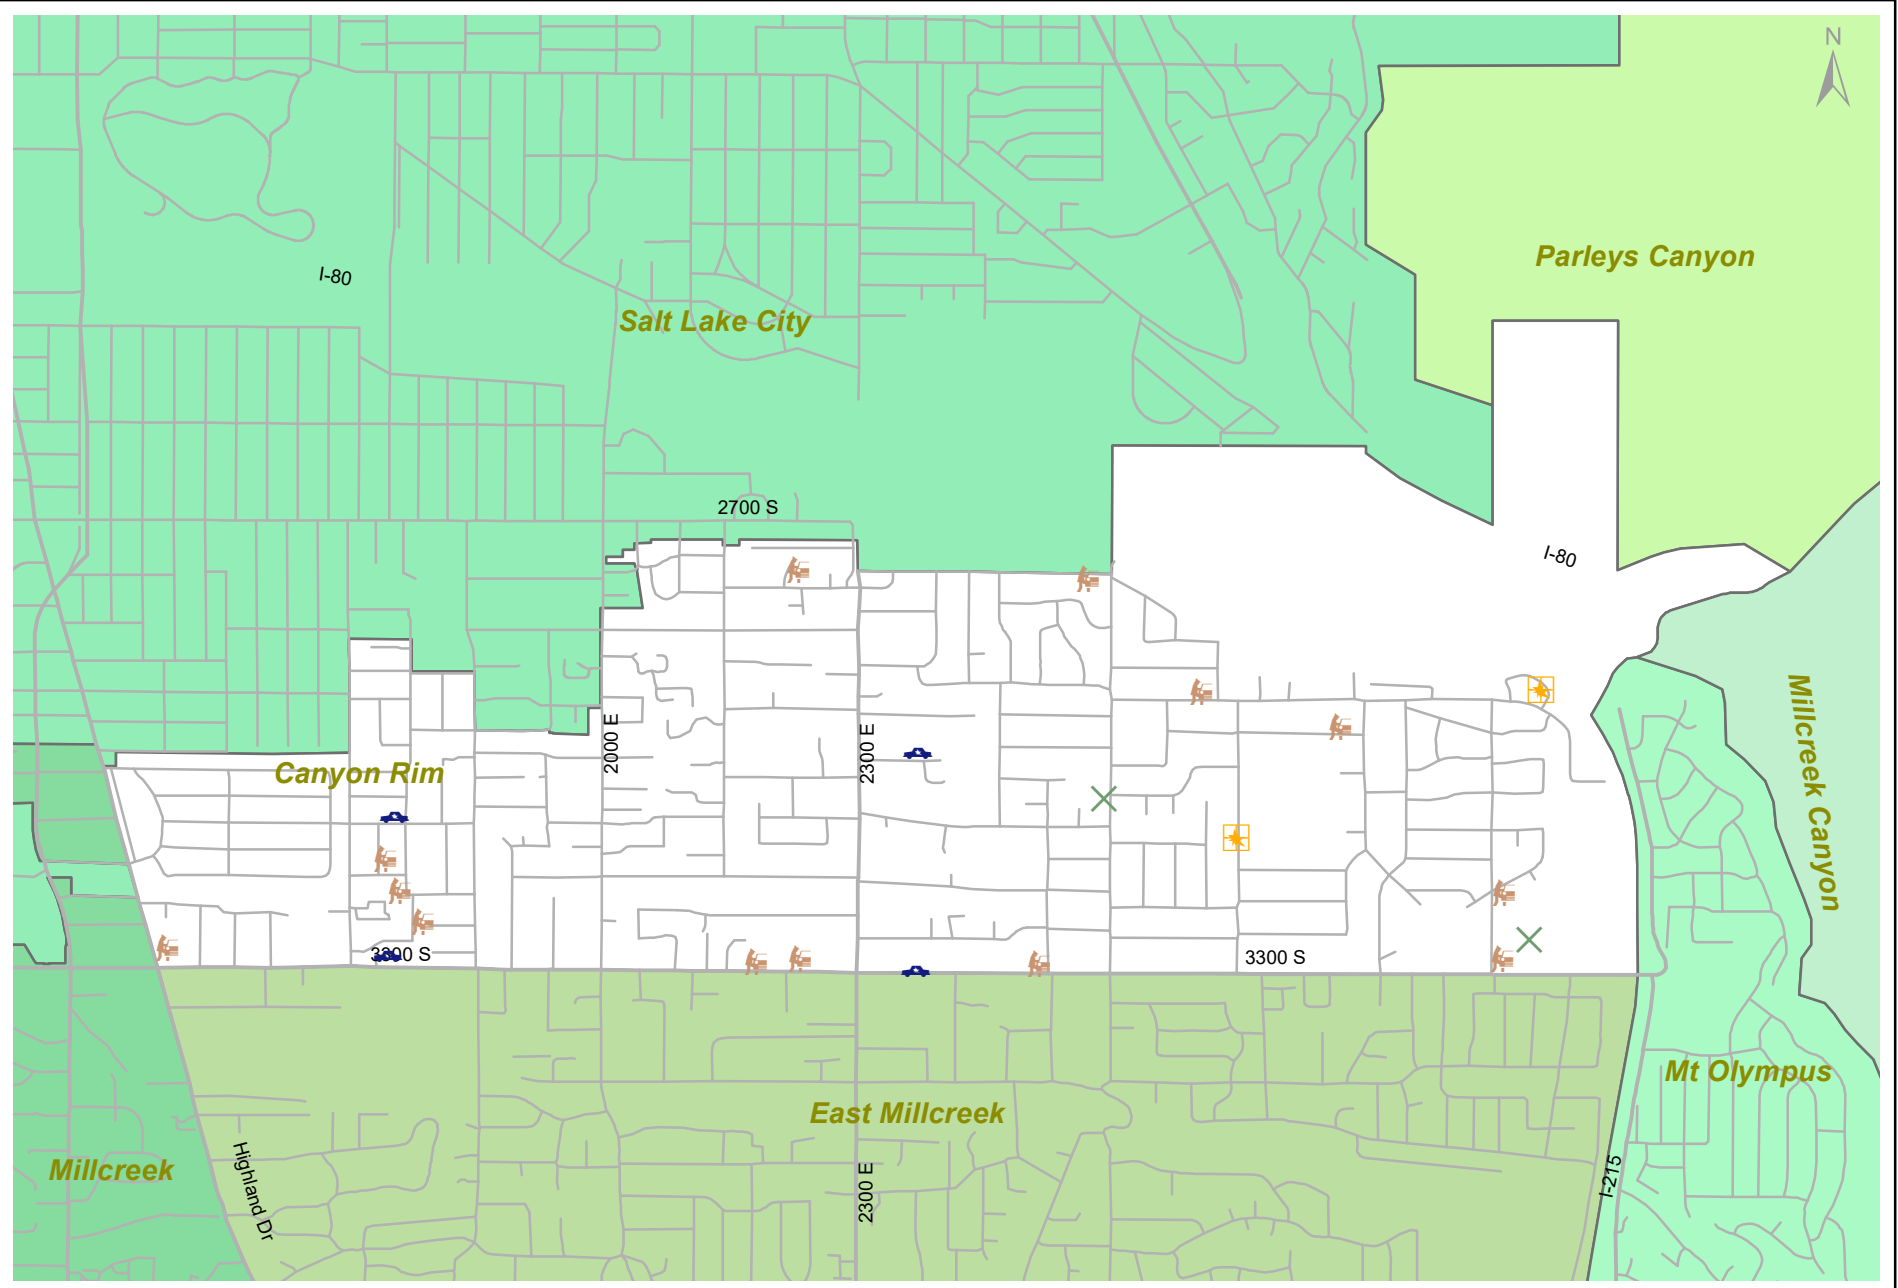 N
Parleys Canyon
I-80
Salt Lake City
2700 S
I-80
Millcreek Canyon
2000 E
2300 E
Canyon Rim
3300 S
3300 S
Mt Olympus
East Millcreek
Millcreek
Highland Dr
2300 E
I-215